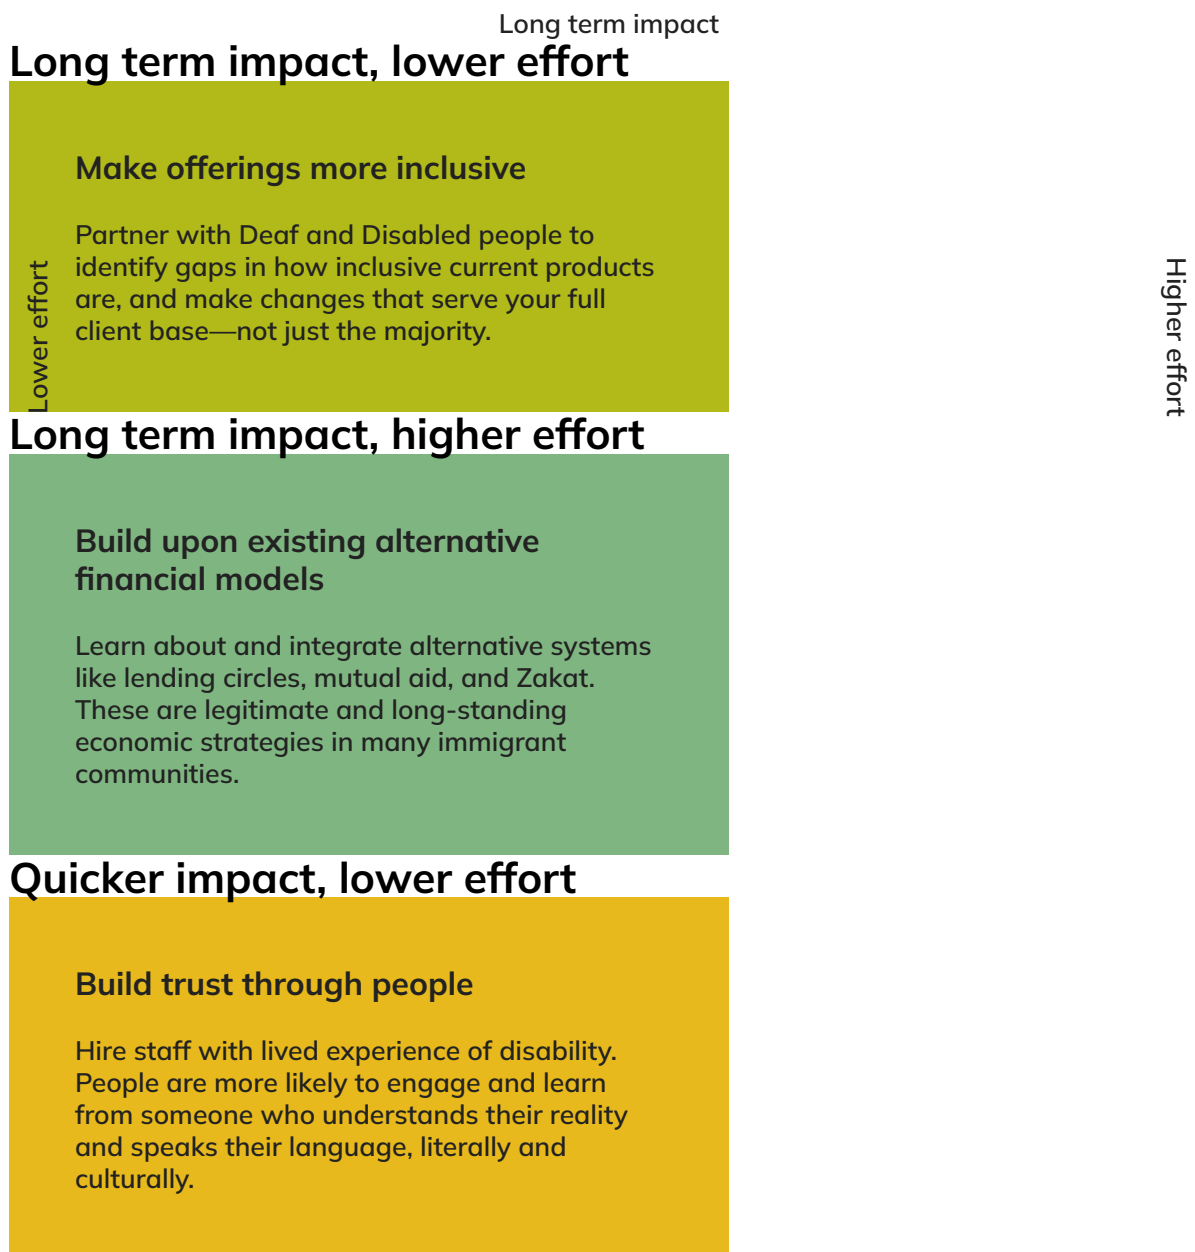 Long term impact
Long term impact, lower effort
Make offerings more inclusive
Partner with Deaf and Disabled people to
identify gaps in how inclusive current products
are, and make changes that serve your full
client base—not just the majority.
Lower effort
Higher effort
Long term impact, higher effort
Build upon existing alternative
financial models
Learn about and integrate alternative systems
like lending circles, mutual aid, and Zakat.
These are legitimate and long-standing
economic strategies in many immigrant
communities.
Quicker impact, lower effort
Build trust through people
Hire staff with lived experience of disability.
People are more likely to engage and learn
from someone who understands their reality
and speaks their language, literally and
culturally.